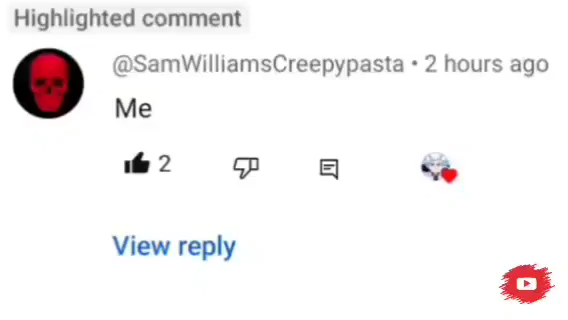 Highlighted comment
@SamWilliamsCreepypasta • 2 hours ago
Me
2
View reply